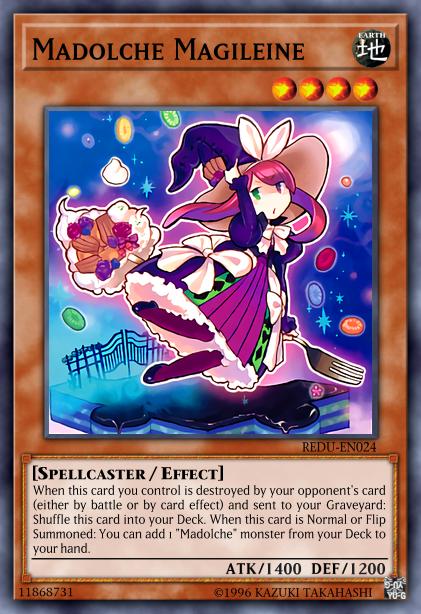 Madolche Magileine
EARTH
地
REDU-EN024
[Spellcaster / Effect]
When this card you control is destroyed by your opponent's card
(either by battle or by card effect) and sent to your Graveyard:
Shuffle this card into your Deck. When this card is Normal or Flip
Summoned: You can add 1 "Madolche" monster from your Deck to
your hand.
ATK/1400 DEF/1200
11868731
©1996 KAZUKI TAKAHASHI